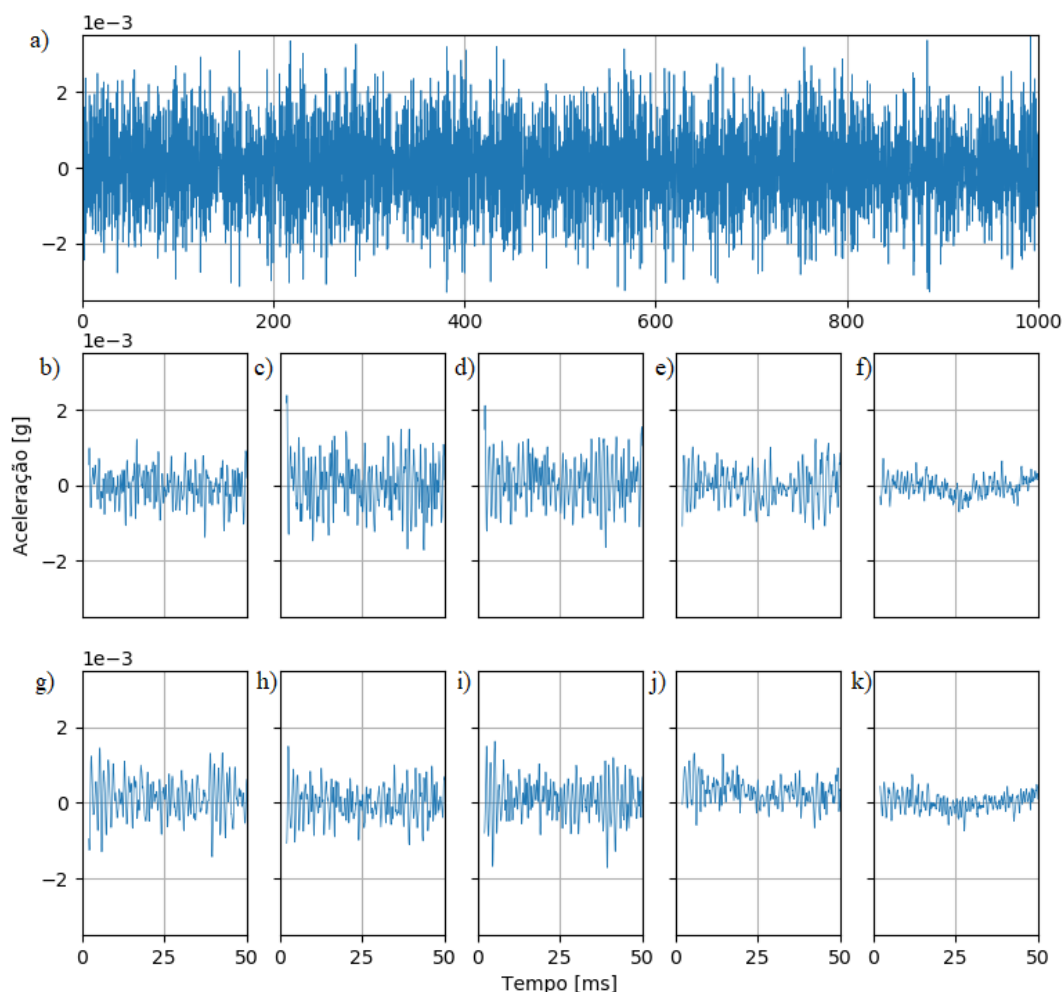 1e−3
a)
2
0
−2
0 200 400 600 800 1000
1e−3
b) c) d) e) f)
2
0
−2
Aceleração [g]
1e−3
g) h) i) j) k)
2
0
−2
0 25 50 0 25 50 0 25 50 0 25 50 0 25 50
Tempo [ms]